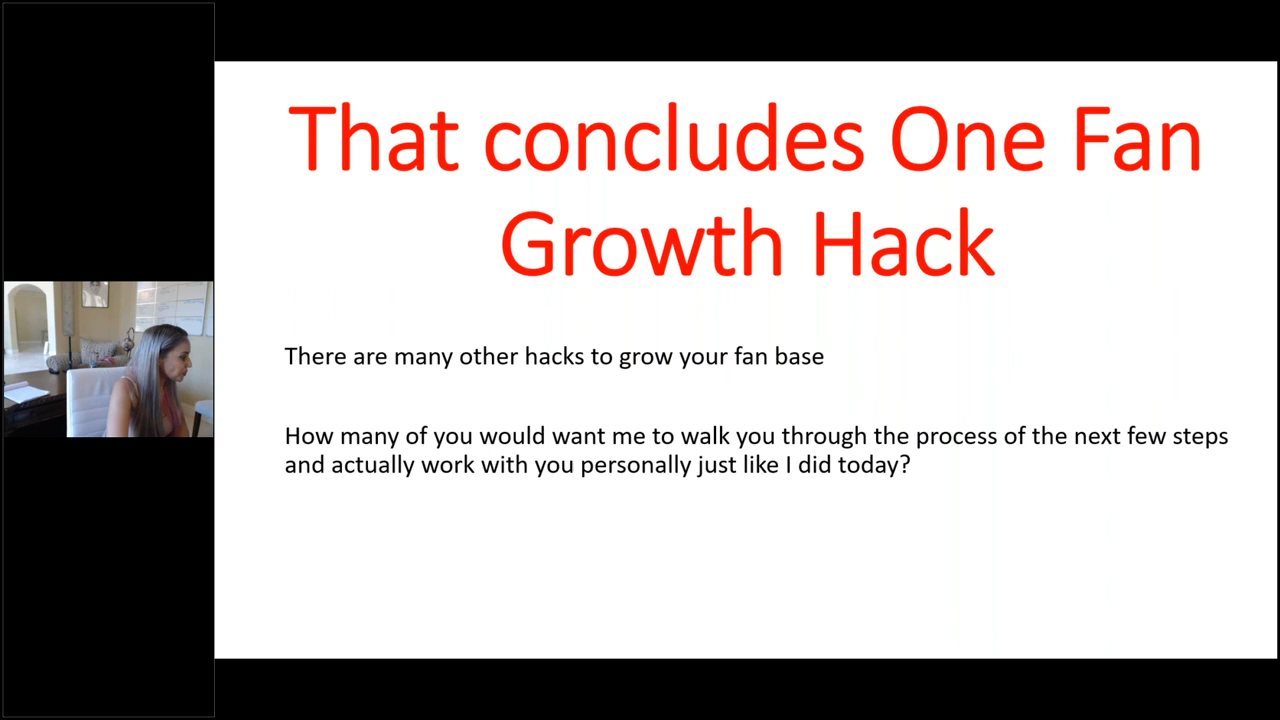 That concludes One Fan
Growth Hack
There are many other hacks to grow your fan base
How many of you would want me to walk you through the process of the next few steps
and actually work with you personally just like I did today?